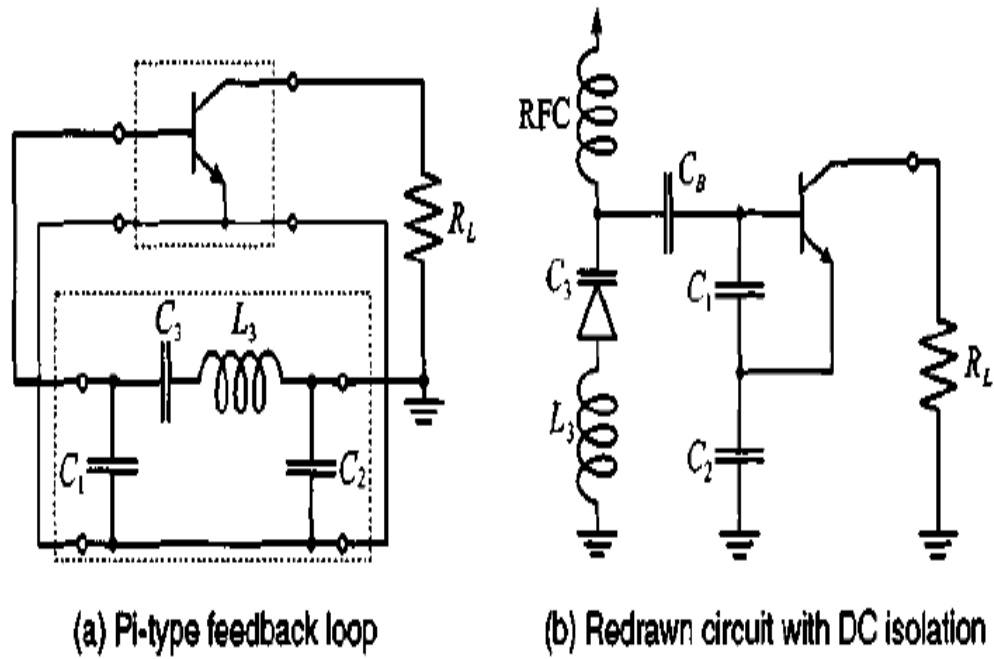 R_L
C_3 L_3
C_1 C_2
(a) Pi-type feedback loop
RFC
C_B
C_3 C_1
R_L
L_3
C_2
(b) Redrawn circuit with DC isolation